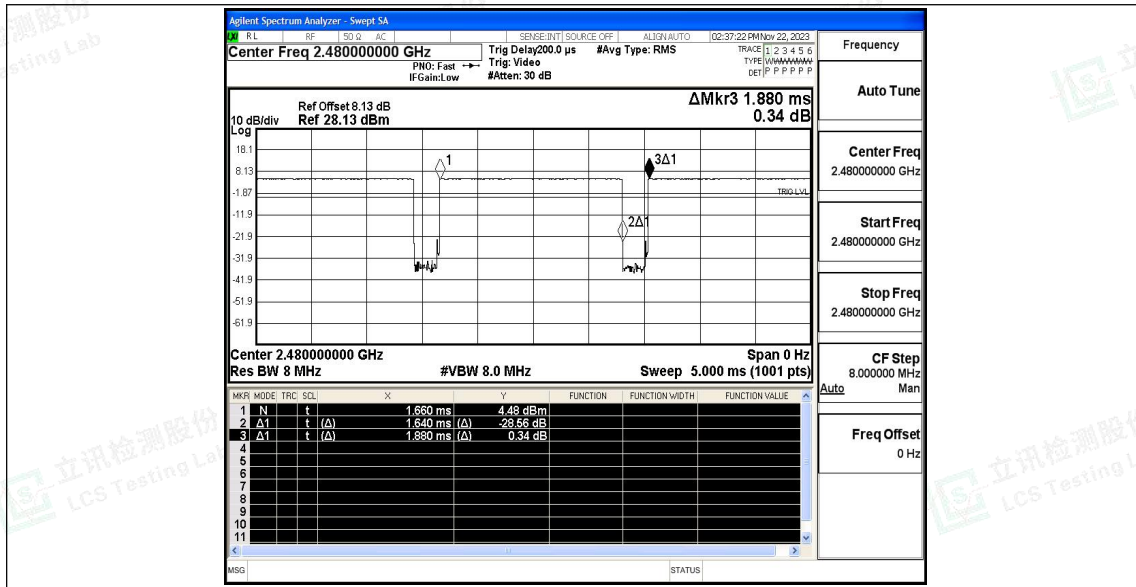 Agilent Spectrum Analyzer - Swept SA
LXI RL RF 50 Ω AC SENSE:INT SOURCE OFF ALIGN AUTO 02:37:22 PM Nov 22, 2023
Center Freq 2.480000000 GHz
PNO: Fast
IFGain:Low
Trig Delay200.0 µs
Trig: Video
#Atten: 30 dB
#Avg Type: RMS
TRACE 1 2 3 4 5 6
TYPE WWWWWW
DET P P P P P P
ΔMkr3 1.880 ms
0.34 dB
Ref Offset 8.13 dB
10 dB/div Ref 28.13 dBm
Log
18.1
8.13
-1.87
-11.9
-21.9
-31.9
-41.9
-51.9
-61.9
1
3Δ1
TRIG LVL
2Δ1
Center 2.480000000 GHz Span 0 Hz
Res BW 8 MHz #VBW 8.0 MHz Sweep 5.000 ms (1001 pts)
MKR MODE TRC SCL X Y FUNCTION FUNCTION WIDTH FUNCTION VALUE
1 N t 1.660 ms 4.48 dBm
2 Δ1 t (Δ) 1.640 ms (Δ) -28.56 dB
3 Δ1 t (Δ) 1.880 ms (Δ) 0.34 dB
4
5
6
7
8
9
10
11
MSG STATUS
Frequency
Auto Tune
Center Freq
2.480000000 GHz
Start Freq
2.480000000 GHz
Stop Freq
2.480000000 GHz
CF Step
8.000000 MHz
Auto Man
Freq Offset
0 Hz
立讯检测股份
LCS Testing Lab